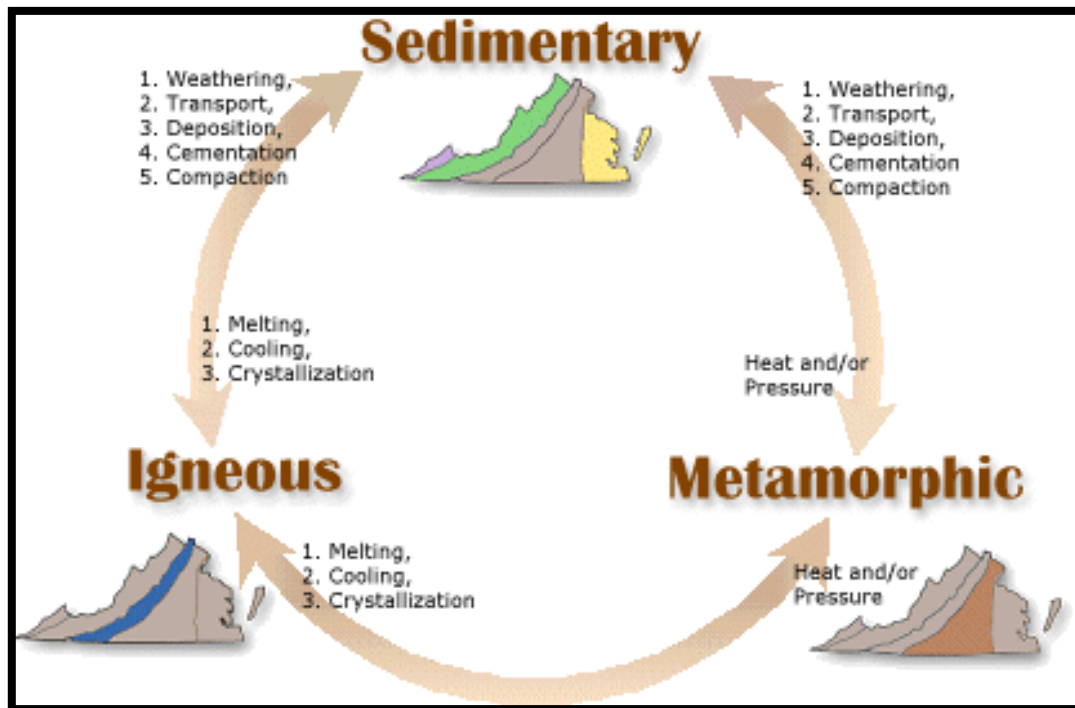 Sedimentary
1. Weathering,
2. Transport,
3. Deposition,
4. Cementation
5. Compaction
1. Weathering,
2. Transport,
3. Deposition,
4. Cementation
5. Compaction
1. Melting,
2. Cooling,
3. Crystallization
Heat and/or
Pressure
Igneous
Metamorphic
1. Melting,
2. Cooling,
3. Crystallization
Heat and/or
Pressure